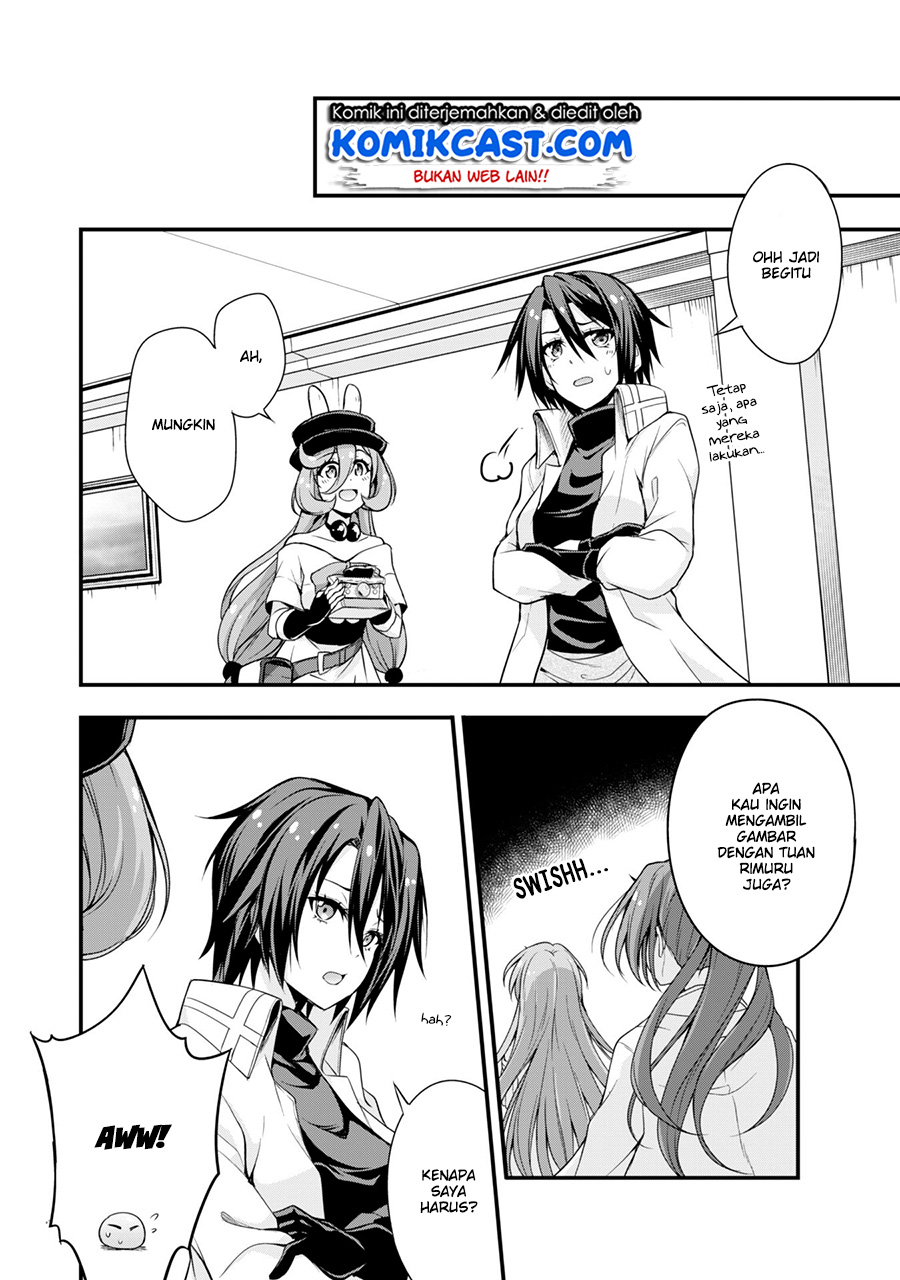 Komik ini diterjemahkan & diedit oleh
KOMIKCAST.COM
BUKAN WEB LAIN!!
OHH JADI
BEGITU
Tetap
saja, apa
yang
mereka
lakukan...
AH,
MUNGKIN
APA
KAU INGIN
MENGAMBIL
GAMBAR
DENGAN TUAN
RIMURU
JUGA?
SWISHH...
hah?
KENAPA
SAYA
HARUS?
AWW!